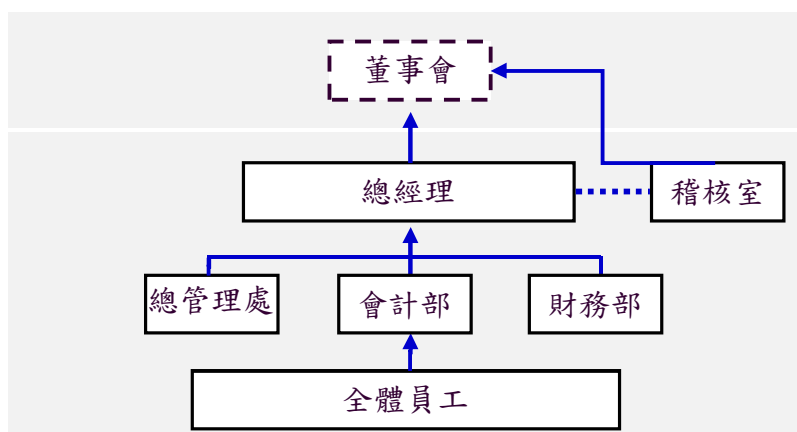 董事會
總經理
稽核室
總管理處
會計部
財務部
全體員工